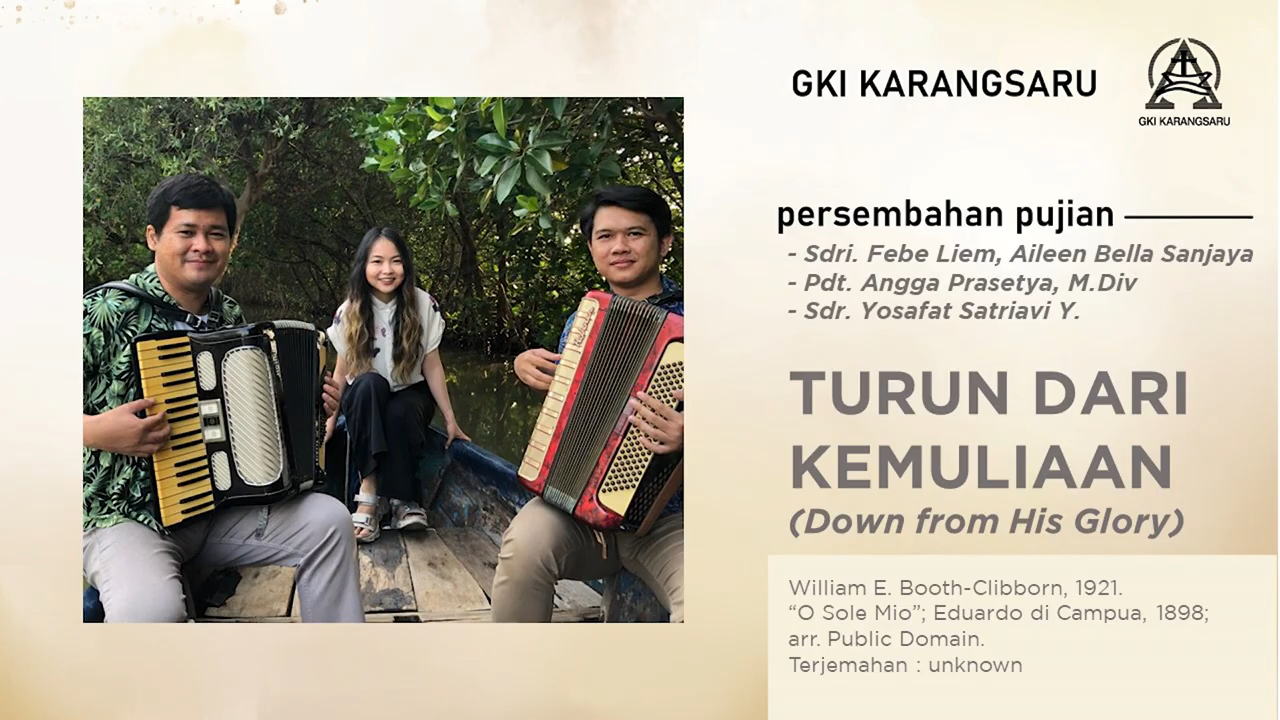 GKI KARANGSARU
GKI KARANGSARU
persembahan pujian
- Sdri. Febe Liem, Aileen Bella Sanjaya
- Pdt. Angga Prasetya, M.Div
- Sdr. Yosafat Satriavi Y.
TURUN DARI
KEMULIAAN
(Down from His Glory)
William E. Booth-Clibborn, 1921.
“O Sole Mio”; Eduardo di Campua, 1898;
arr. Public Domain.
Terjemahan : unknown